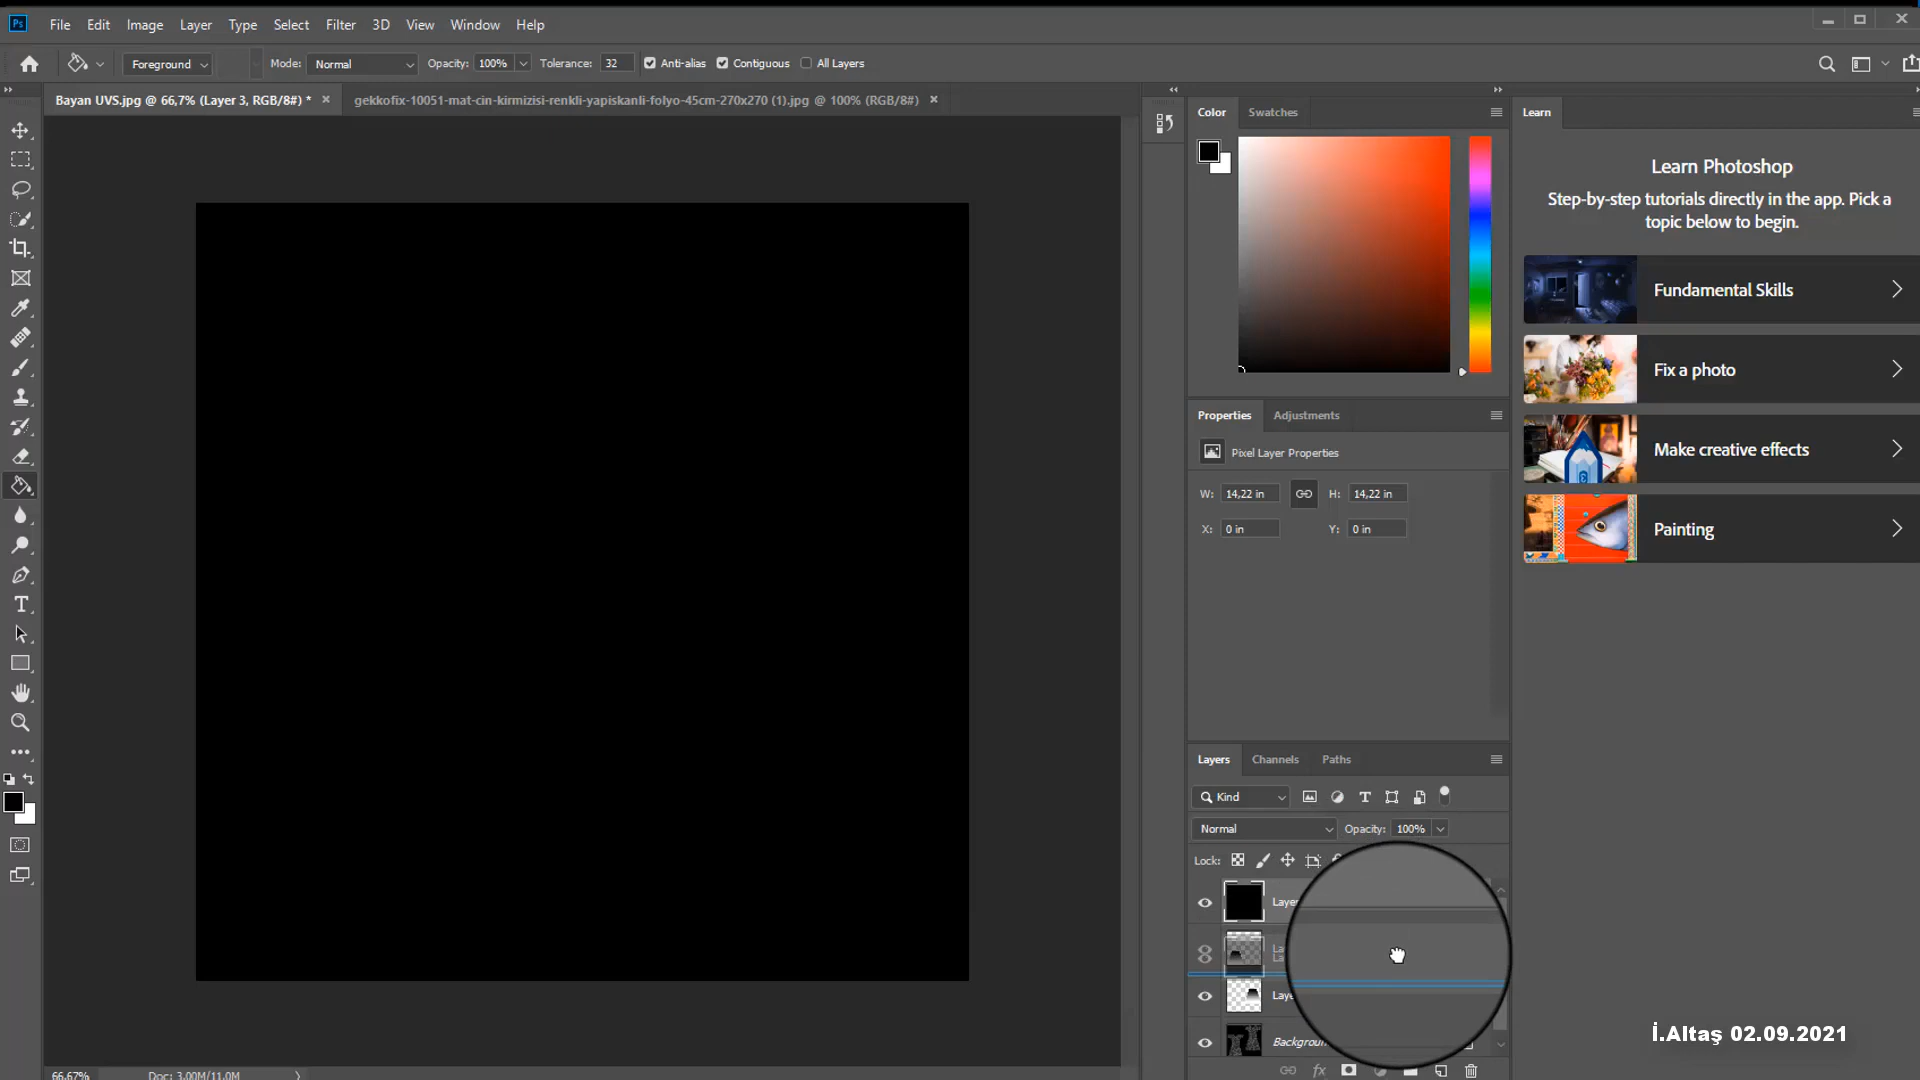 Ps File Edit Image Layer Type Select Filter 3D View Window Help
Foreground Mode: Normal Opacity: 100% Tolerance: 32 Anti-alias Contiguous All Layers
Bayan UVS.jpg @ 66,7% (Layer 3, RGB/8#) *
gekkofix-10051-mat-cin-kirmizisi-renkli-yapiskanli-folyo-45cm-270x270 (1).jpg @ 100% (RGB/8#)
Color Swatches
Learn
Learn Photoshop
Step-by-step tutorials directly in the app. Pick a
topic below to begin.
Fundamental Skills
Fix a photo
Make creative effects
Painting
Properties Adjustments
Pixel Layer Properties
W: 14,22 in H: 14,22 in
X: 0 in Y: 0 in
Layers Channels Paths
Kind
Normal Opacity: 100%
Lock:
Layer
Background
66,67% Doc: 3,00M/11,0M
İ.Altaş 02.09.2021